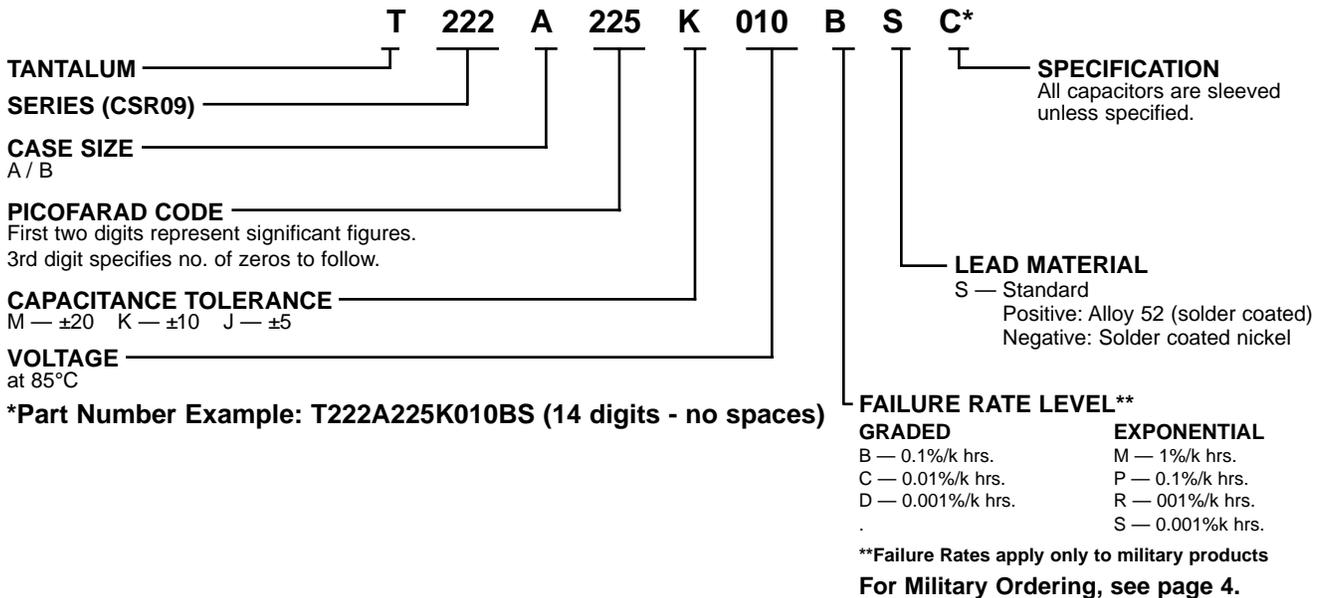 T 222 A 225 K 010 B S C*
TANTALUM
SERIES (CSR09)
CASE SIZE
A / B
PICOFARAD CODE
First two digits represent significant figures.
3rd digit specifies no. of zeros to follow.
CAPACITANCE TOLERANCE
M — ±20 K — ±10 J — ±5
VOLTAGE
at 85°C
*Part Number Example: T222A225K010BS (14 digits - no spaces)
SPECIFICATION
All capacitors are sleeved
unless specified.
LEAD MATERIAL
S — Standard
Positive: Alloy 52 (solder coated)
Negative: Solder coated nickel
FAILURE RATE LEVEL**
GRADED
B — 0.1%/k hrs.
C — 0.01%/k hrs.
D — 0.001%/k hrs.
.
EXPONENTIAL
M — 1%/k hrs.
P — 0.1%/k hrs.
R — 001%/k hrs.
S — 0.001%k hrs.
**Failure Rates apply only to military products
For Military Ordering, see page 4.